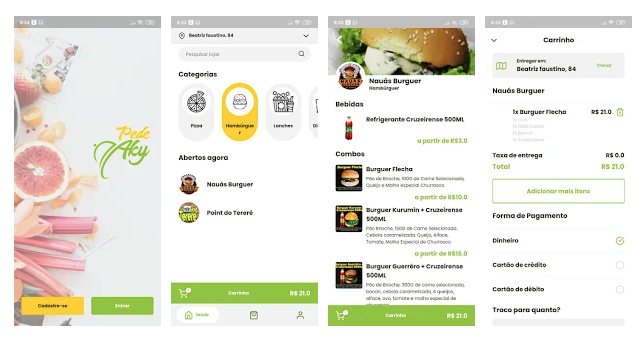 Pede
Aky
Cadastre-se
Entrar
Beatriz faustino, 84
Pesquisar lojas
Categorias
Pizza
Hambúrguer
Lanches
Abertos agora
Nauás Burguer
Point do Tereré
Carrinho
R$ 21.0
Início
Nauás Burguer
Hambúrguer
Bebidas
Refrigerante Cruzeirense 500ML
a partir de R$3.0
Combos
Burguer Flecha
Pão de Brioche, 100G de Carne Selecionada,
Queijo e Molho especial Churrasco.
a partir de R$10.0
Burguer Kurumin + Cruzeirense
500ML
Pão de Brioche, 150G de Carne Selecionada,
Cebola caramelizada, Queijo, Alface,
Tomate, Molho Especial de Churrasco.
a partir de R$16.0
Burguer Guerrêro + Cruzeirense
500ML
Pão de Brioche, 300G de carne selecionada,
bacon, cebola caramelizada, 4 queijos,
alface, ovo, tomate e molho especial de
Carrinho
R$ 21.0
Carrinho
Entregar em:
Beatriz faustino, 84
Trocar
Nauás Burguer
1x Burguer Flecha
R$ 21.0
Taxa de entrega
R$ 0.0
Total
R$ 21.0
Adicionar mais itens
Forma de Pagamento
Dinheiro
Cartão de crédito
Cartão de débito
Troco para quanto?